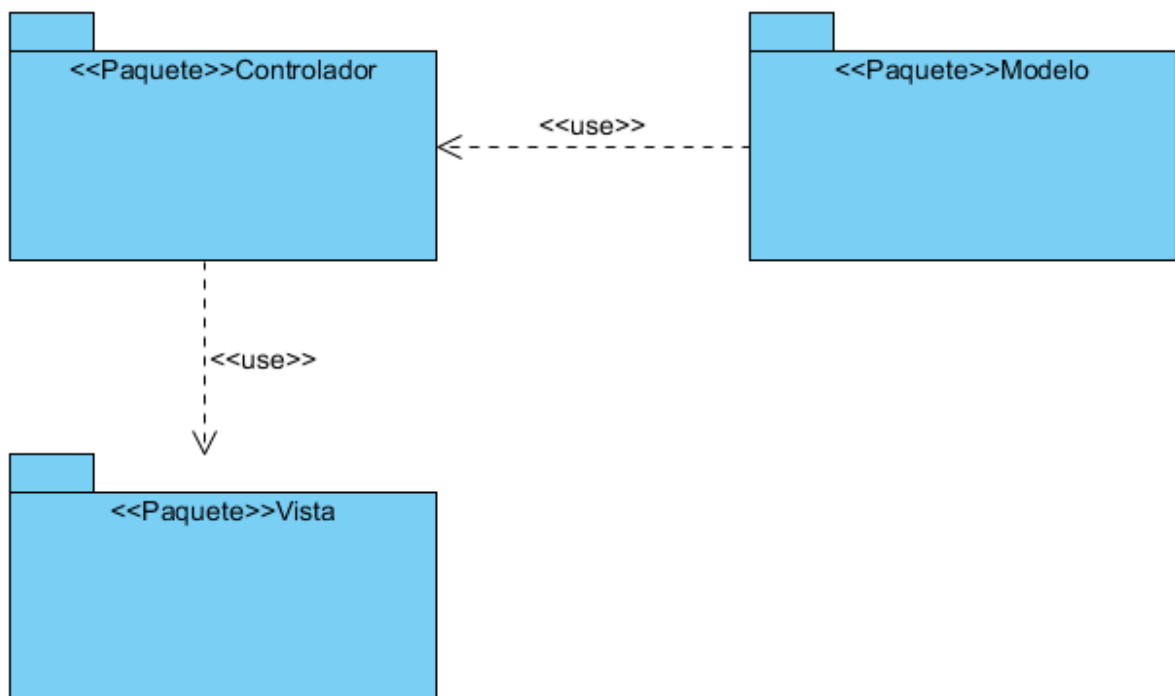 <<Paquete>>Controlador
<<Paquete>>Modelo
<<use>>
<<use>>
<<Paquete>>Vista